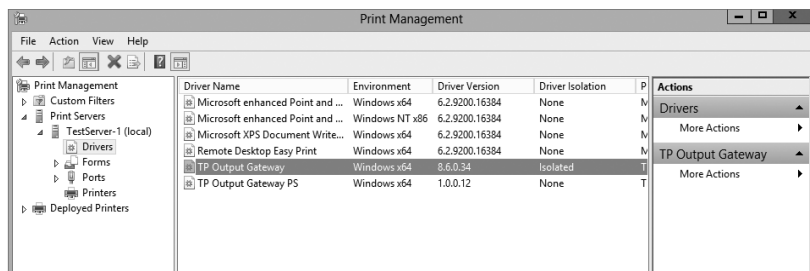 Print Management
File Action View Help
Print Management
Custom Filters
Print Servers
TestServer-1 (local)
Drivers
Forms
Ports
Printers
Deployed Printers
Driver Name Environment Driver Version Driver Isolation P
Microsoft enhanced Point and ... Windows x64 6.2.9200.16384 None M
Microsoft enhanced Point and ... Windows NT x86 6.2.9200.16384 None M
Microsoft XPS Document Write... Windows x64 6.2.9200.16384 None M
Remote Desktop Easy Print Windows x64 6.2.9200.16384 None M
TP Output Gateway Windows x64 8.6.0.34 Isolated T
TP Output Gateway PS Windows x64 1.0.0.12 None T
Actions
Drivers
More Actions
TP Output Gateway
More Actions